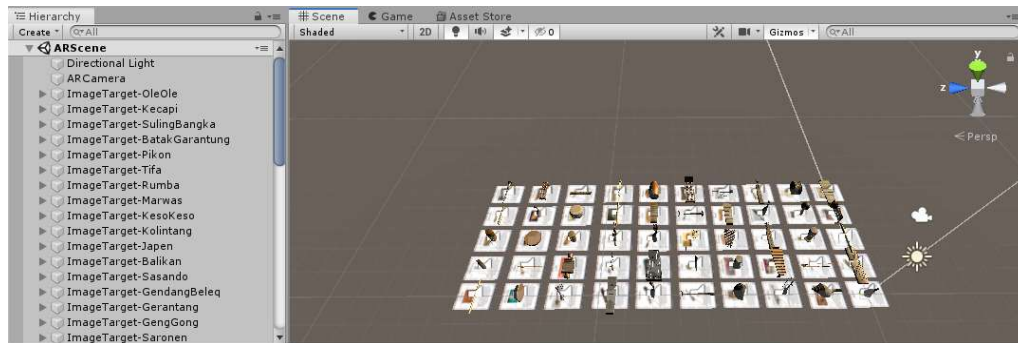 Hierarchy
Create
All
ARScene
Directional Light
ARCamera
ImageTarget-OleOle
ImageTarget-Kecapi
ImageTarget-SulingBangka
ImageTarget-BatakGarantung
ImageTarget-Pikon
ImageTarget-Tifa
ImageTarget-Rumba
ImageTarget-Marwas
ImageTarget-KesoKeso
ImageTarget-Kolintang
ImageTarget-Japen
ImageTarget-Balikan
ImageTarget-Sasando
ImageTarget-GendangBeleq
ImageTarget-Gerantang
ImageTarget-GengGong
ImageTarget-Saronen
Scene Game Asset Store
Shaded 2D 0 Gizmos All
y
z
Persp